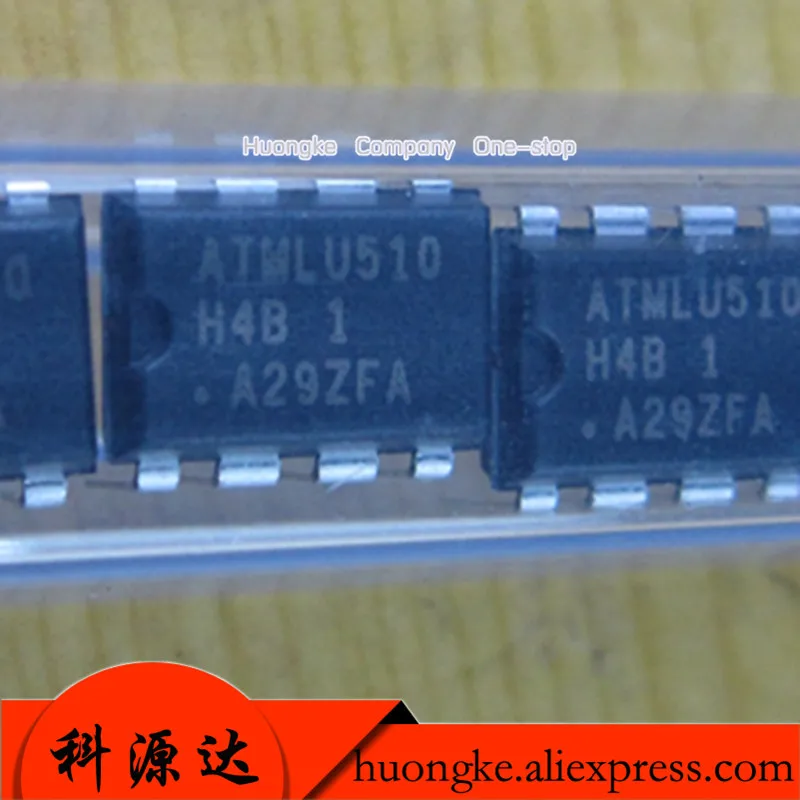 Huongke Company One-stop
ATMLU510
H4B 1
.A29ZFA
ATMLU510
H4B 1
.A29ZFA
科源达
huongke.aliexpress.com